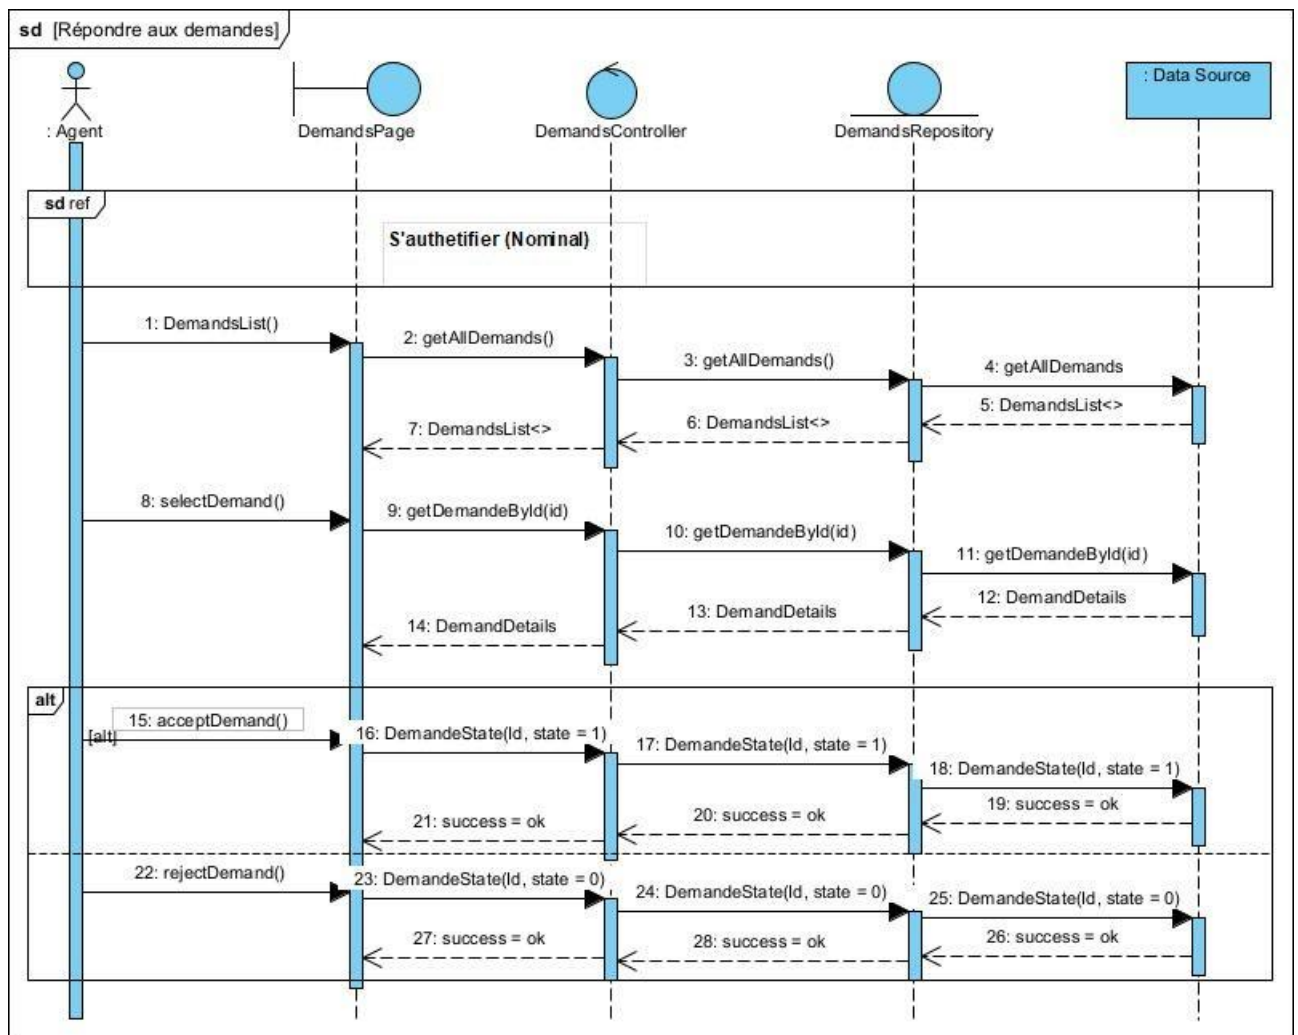 sd [Répondre aux demandes]
: Agent
DemandsPage
DemandsController
DemandsRepository
: Data Source
sd ref
S'authetifier (Nominal)
1: DemandsList()
2: getAllDemands()
3: getAllDemands()
4: getAllDemands
5: DemandsList<>
6: DemandsList<>
7: DemandsList<>
8: selectDemand()
9: getDemandeById(id)
10: getDemandeById(id)
11: getDemandeById(id)
12: DemandDetails
13: DemandDetails
14: DemandDetails
alt
15: acceptDemand()
[alt]
16: DemandeState(Id, state = 1)
17: DemandeState(Id, state = 1)
18: DemandeState(Id, state = 1)
19: success = ok
20: success = ok
21: success = ok
22: rejectDemand()
23: DemandeState(Id, state = 0)
24: DemandeState(Id, state = 0)
25: DemandeState(Id, state = 0)
26: success = ok
28: success = ok
27: success = ok